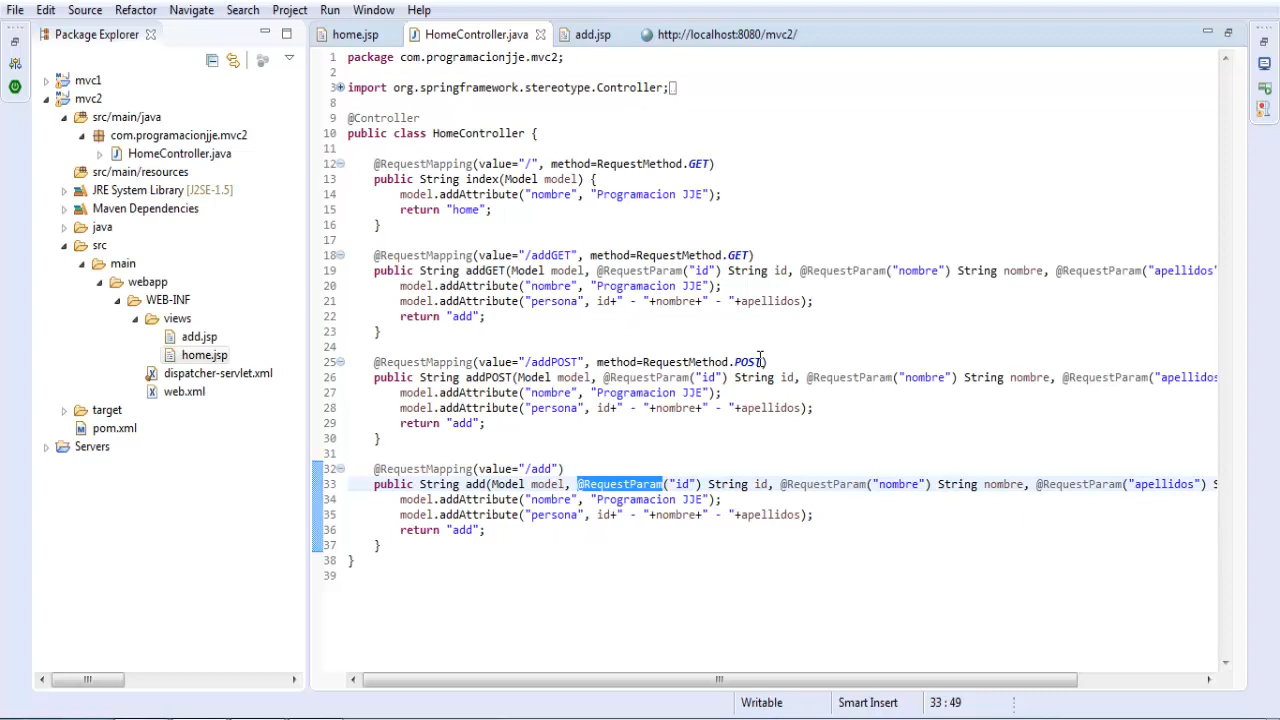 File Edit Source Refactor Navigate Search Project Run Window Help
Package Explorer
home.jsp HomeController.java add.jsp http://localhost:8080/mvc2/
mvc1
mvc2
src/main/java
com.programacionjje.mvc2
HomeController.java
src/main/resources
JRE System Library [J2SE-1.5]
Maven Dependencies
java
src
main
webapp
WEB-INF
views
add.jsp
home.jsp
dispatcher-servlet.xml
web.xml
target
pom.xml
Servers
1 package com.programacionjje.mvc2;
2
3 import org.springframework.stereotype.Controller;
8
9 @Controller
10 public class HomeController {
11
12 @RequestMapping(value="/", method=RequestMethod.GET)
13 public String index(Model model) {
14 model.addAttribute("nombre", "Programacion JJE");
15 return "home";
16 }
17
18 @RequestMapping(value="/addGET", method=RequestMethod.GET)
19 public String addGET(Model model, @RequestParam("id") String id, @RequestParam("nombre") String nombre, @RequestParam("apellidos"
20 model.addAttribute("nombre", "Programacion JJE");
21 model.addAttribute("persona", id+" - "+nombre+" - "+apellidos);
22 return "add";
23 }
24
25 @RequestMapping(value="/addPOST", method=RequestMethod.POST)
26 public String addPOST(Model model, @RequestParam("id") String id, @RequestParam("nombre") String nombre, @RequestParam("apellidos
27 model.addAttribute("nombre", "Programacion JJE");
28 model.addAttribute("persona", id+" - "+nombre+" - "+apellidos);
29 return "add";
30 }
31
32 @RequestMapping(value="/add")
33 public String add(Model model, @RequestParam("id") String id, @RequestParam("nombre") String nombre, @RequestParam("apellidos") S
34 model.addAttribute("nombre", "Programacion JJE");
35 model.addAttribute("persona", id+" - "+nombre+" - "+apellidos);
36 return "add";
37 }
38 }
39
Writable Smart Insert 33 : 49